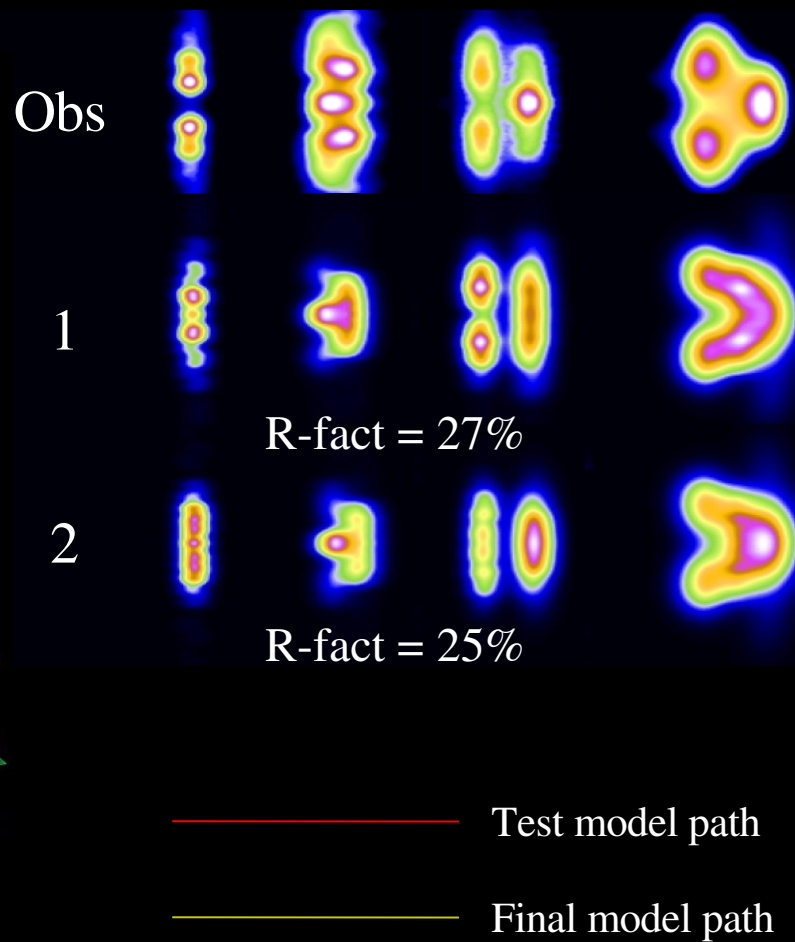 Obs
1
R-fact = 27%
2
R-fact = 25%
Test model path
Final model path